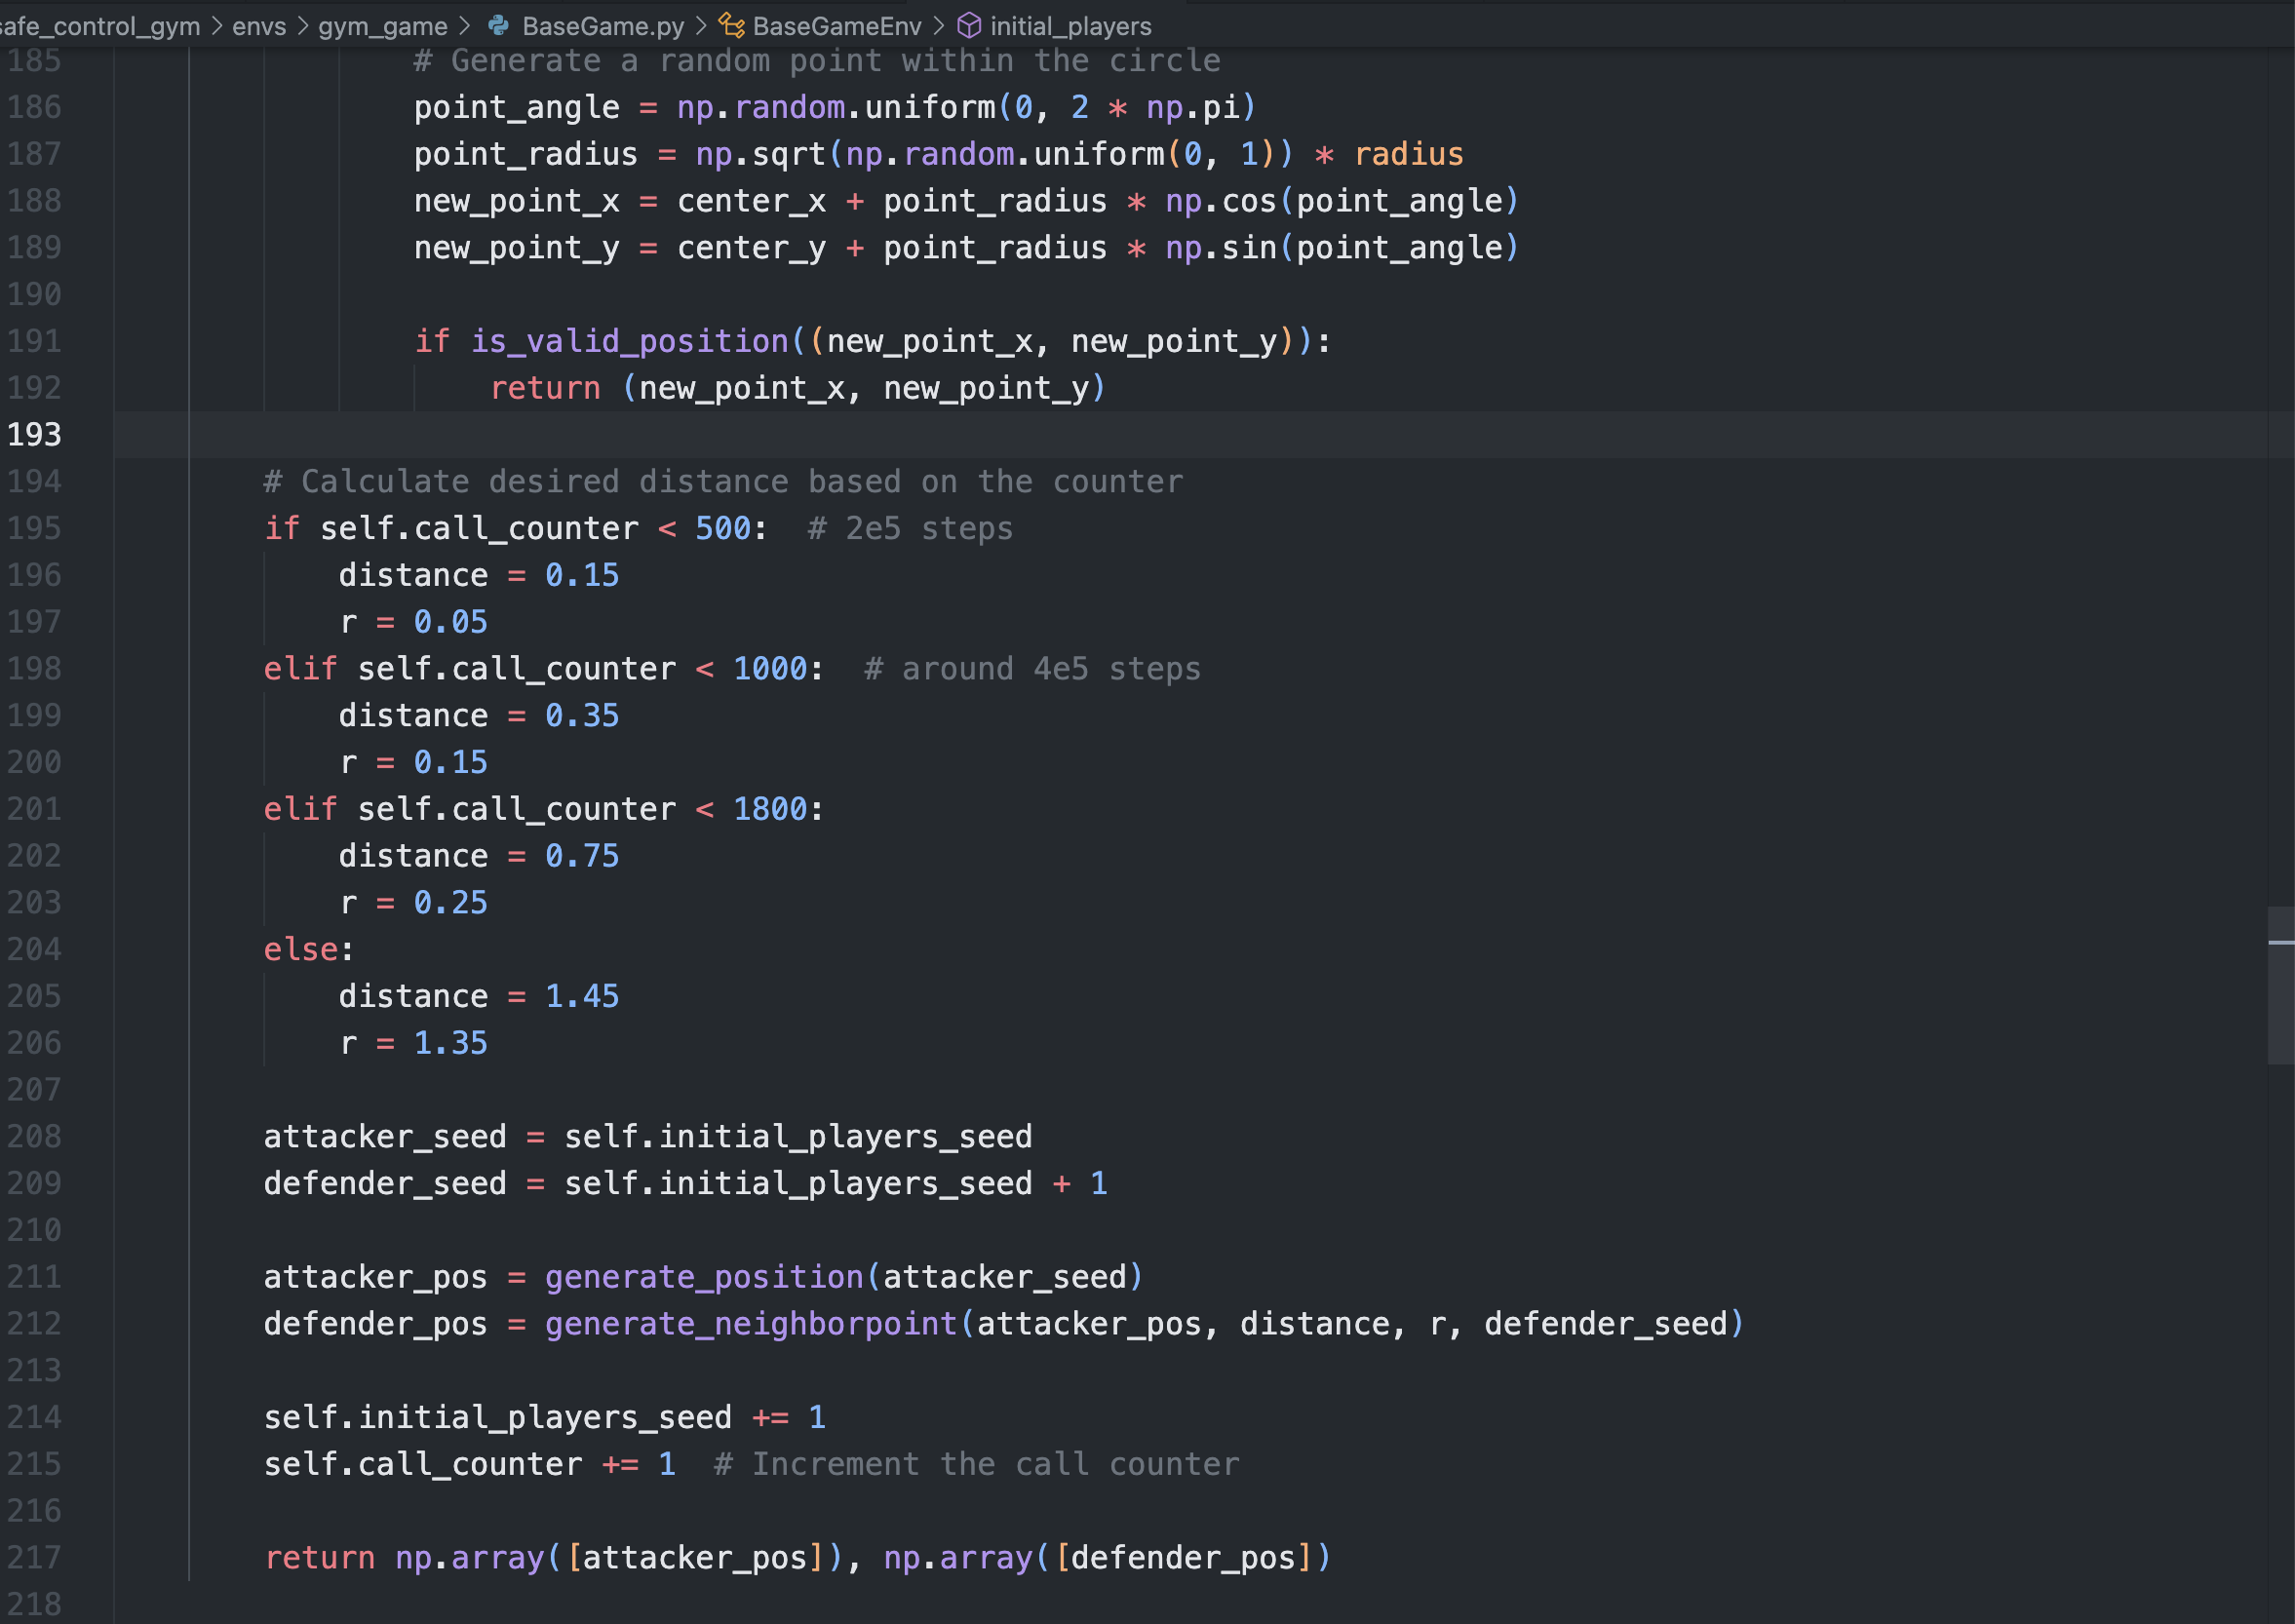 safe_control_gym > envs > gym_game > BaseGame.py > BaseGameEnv > initial_players
185 # Generate a random point within the circle
186 point_angle = np.random.uniform(0, 2 * np.pi)
187 point_radius = np.sqrt(np.random.uniform(0, 1)) * radius
188 new_point_x = center_x + point_radius * np.cos(point_angle)
189 new_point_y = center_y + point_radius * np.sin(point_angle)
190
191 if is_valid_position((new_point_x, new_point_y)):
192 return (new_point_x, new_point_y)
193
194 # Calculate desired distance based on the counter
195 if self.call_counter < 500:  # 2e5 steps
196 distance = 0.15
197 r = 0.05
198 elif self.call_counter < 1000:  # around 4e5 steps
199 distance = 0.35
200 r = 0.15
201 elif self.call_counter < 1800:
202 distance = 0.75
203 r = 0.25
204 else:
205 distance = 1.45
206 r = 1.35
207
208 attacker_seed = self.initial_players_seed
209 defender_seed = self.initial_players_seed + 1
210
211 attacker_pos = generate_position(attacker_seed)
212 defender_pos = generate_neighborpoint(attacker_pos, distance, r, defender_seed)
213
214 self.initial_players_seed += 1
215 self.call_counter += 1  # Increment the call counter
216
217 return np.array([attacker_pos]), np.array([defender_pos])
218